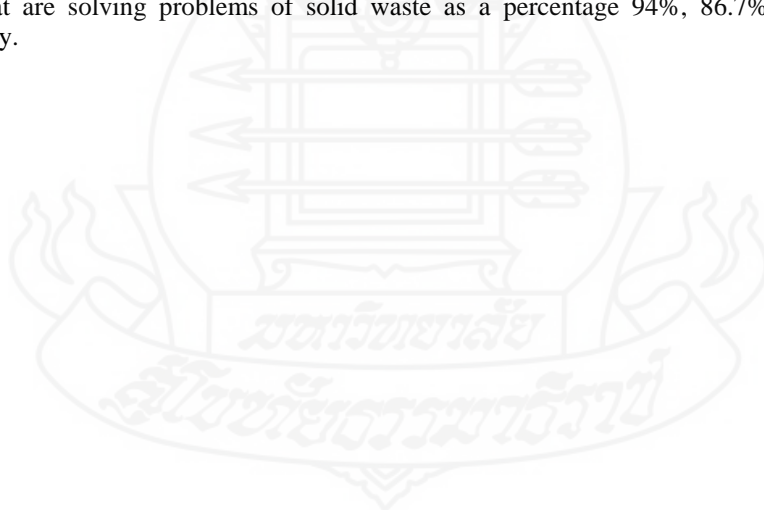 at are solving problems of solid waste as a percentage 94%, 86.7%
y.
มหาวิทยาลัย
สุโขทัยธรรมาธิราช